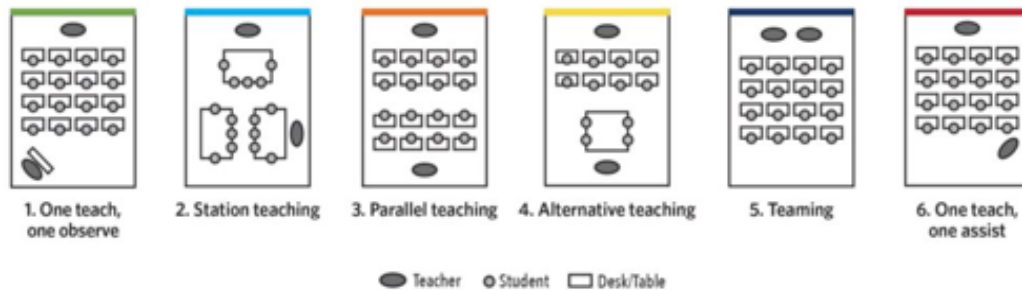 1. One teach,
one observe
2. Station teaching
3. Parallel teaching
4. Alternative teaching
5. Teaming
6. One teach,
one assist
Teacher
Student
Desk/Table